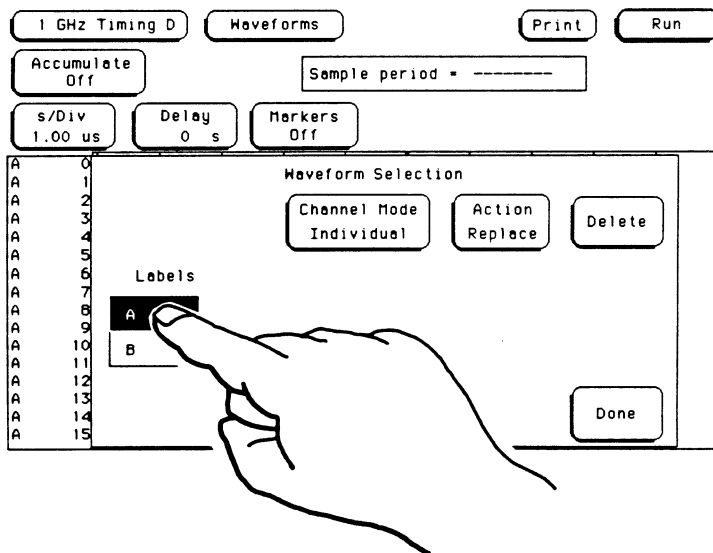 1 GHz Timing D Waveforms Print Run
Accumulate
Off
Sample period = ---------
s/Div
1.00 us
Delay
0 s
Markers
Off
A 0
A 1
A 2
A 3
A 4
A 5
A 6
A 7
A 8
A 9
A 10
A 11
A 12
A 13
A 14
A 15
Waveform Selection
Channel Mode
Individual
Action
Replace
Delete
Labels
A
B
Done